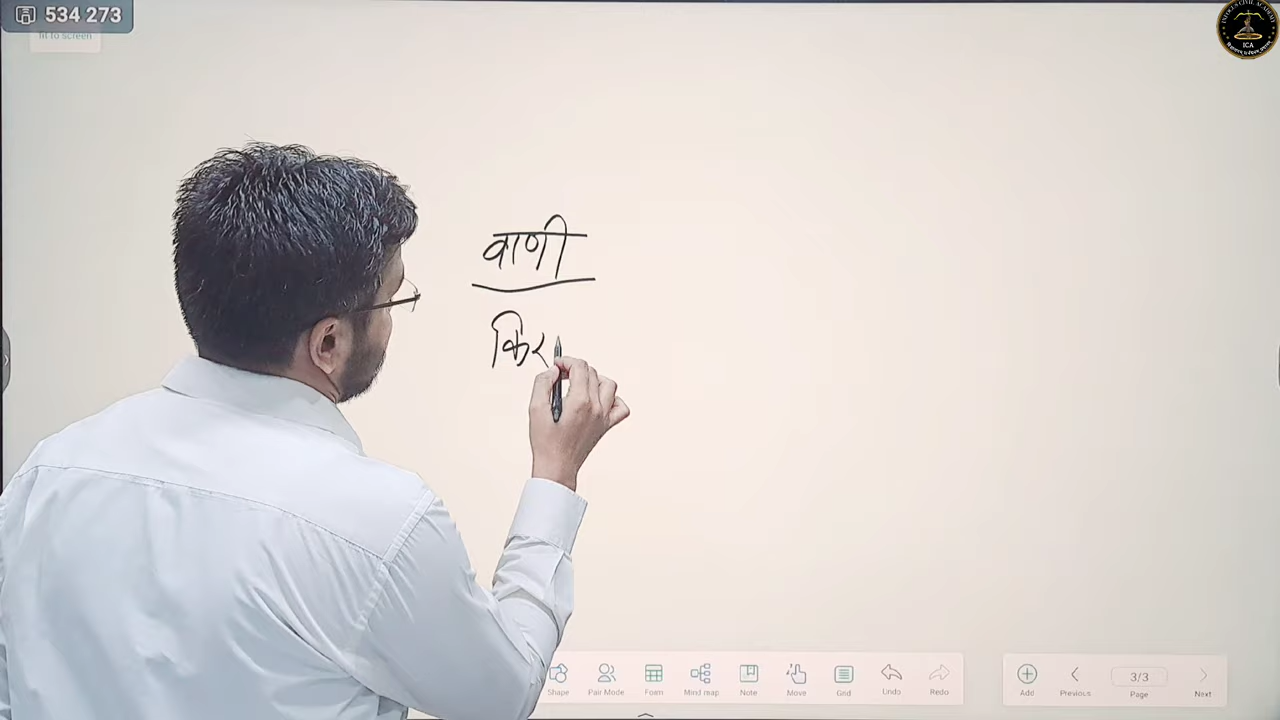 534 273
fit to screen
ICA
वाणी
किर
Shape Pair Mode Form Mind map Note Move Grid Undo Redo
Add Previous 3/3 Page Next